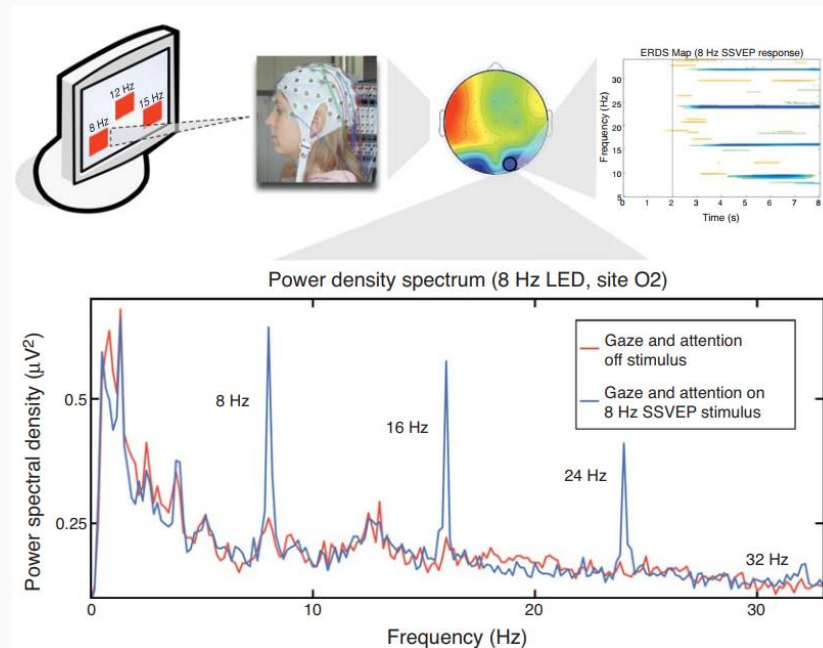 12 Hz
15 Hz
8 Hz
ERDS Map (8 Hz SSVEP response)
Frequency (Hz)
30
25
20
15
10
5
0
1
2
3
4
5
6
7
8
Time (s)
Power density spectrum (8 Hz LED, site O2)
Power spectral density (μV²)
0.5
0.25
8 Hz
16 Hz
24 Hz
32 Hz
Gaze and attention
off stimulus
Gaze and attention on
8 Hz SSVEP stimulus
0
10
20
30
Frequency (Hz)